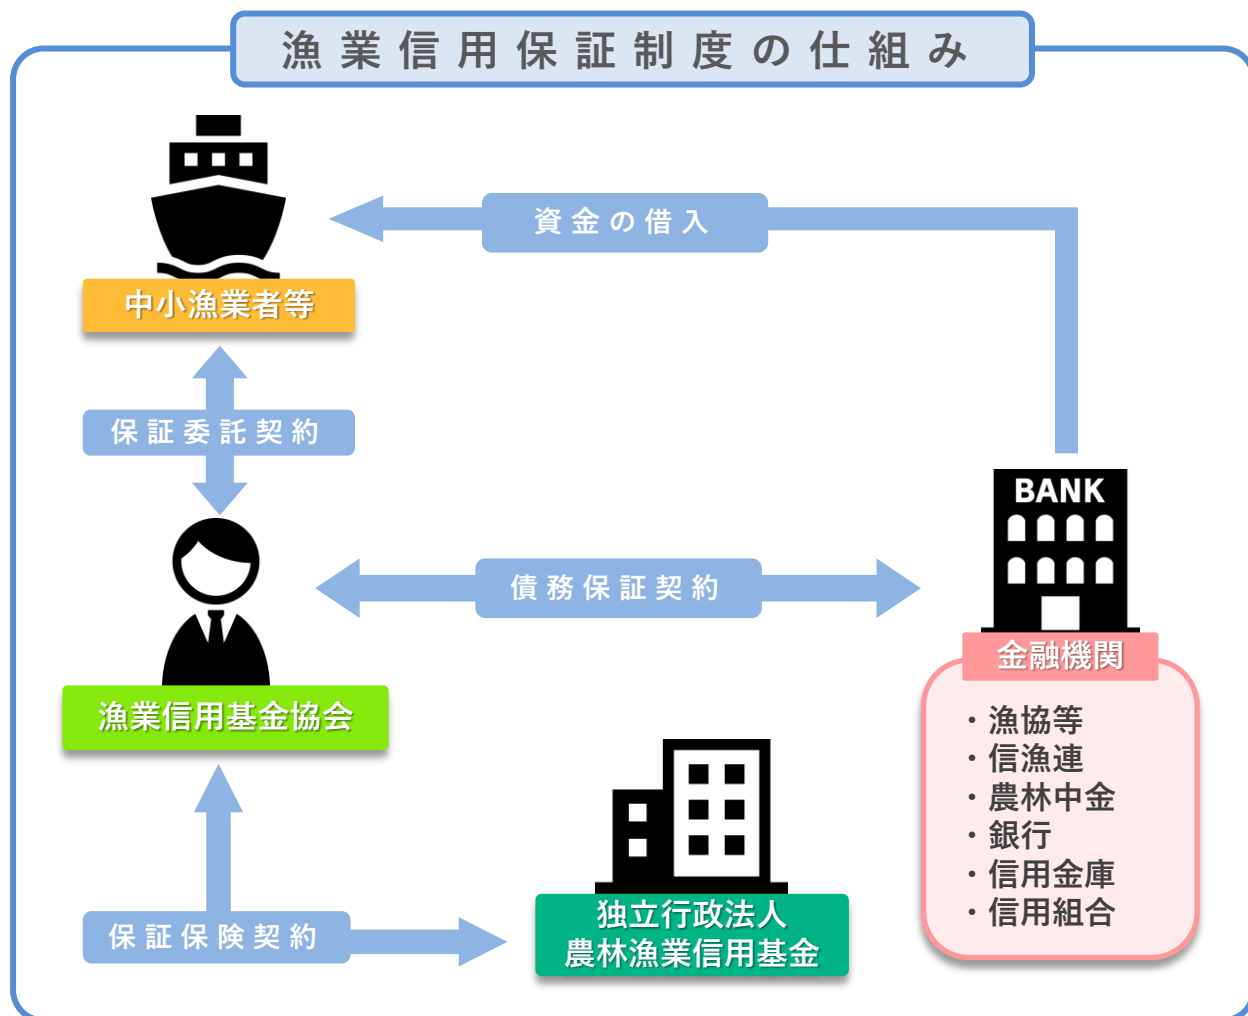 漁業信用保証制度の仕組み
資金の借入
中小漁業者等
保証委託契約
BANK
債務保証契約
金融機関
漁業信用基金協会
・漁協等
・信漁連
・農林中金
・銀行
・信用金庫
・信用組合
保証保険契約
独立行政法人
農林漁業信用基金